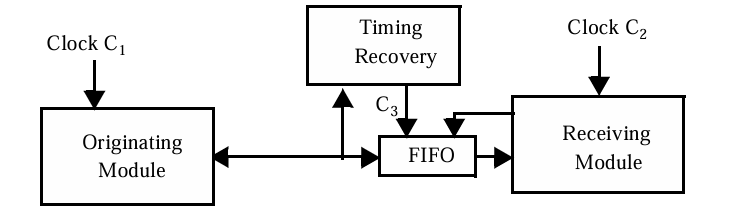 Timing
Recovery
Clock C₁
Clock C₂
C₃
Originating
Module
FIFO
Receiving
Module